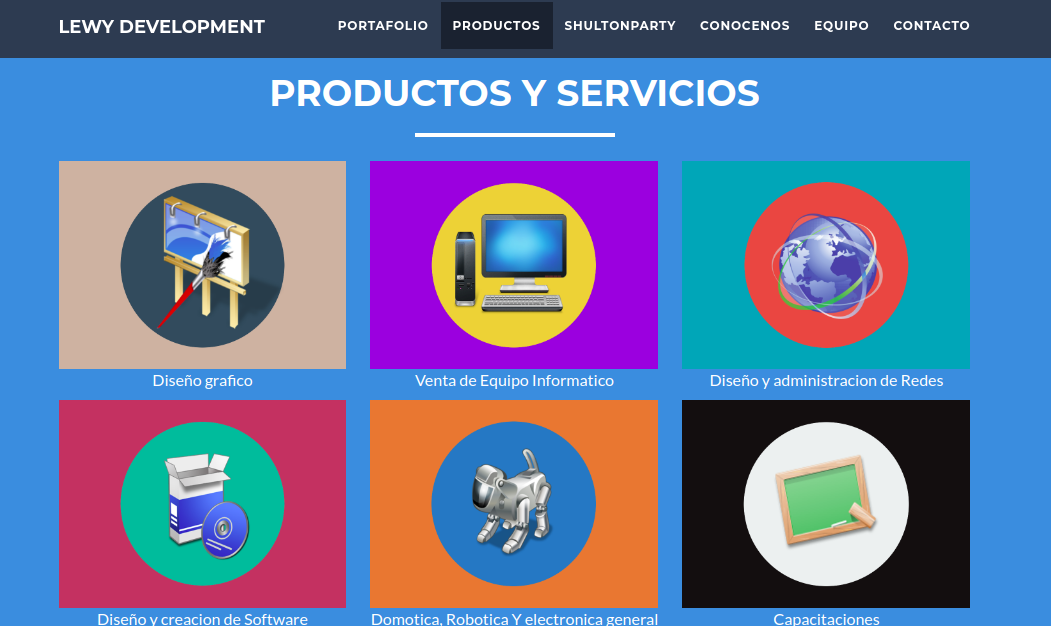 LEWY DEVELOPMENT
PORTAFOLIO PRODUCTOS SHULTONPARTY CONOCENOS EQUIPO CONTACTO
PRODUCTOS Y SERVICIOS
Diseño grafico
Venta de Equipo Informatico
Diseño y administracion de Redes
Diseño y creacion de Software
Domotica, Robotica Y electronica general
Capacitaciones